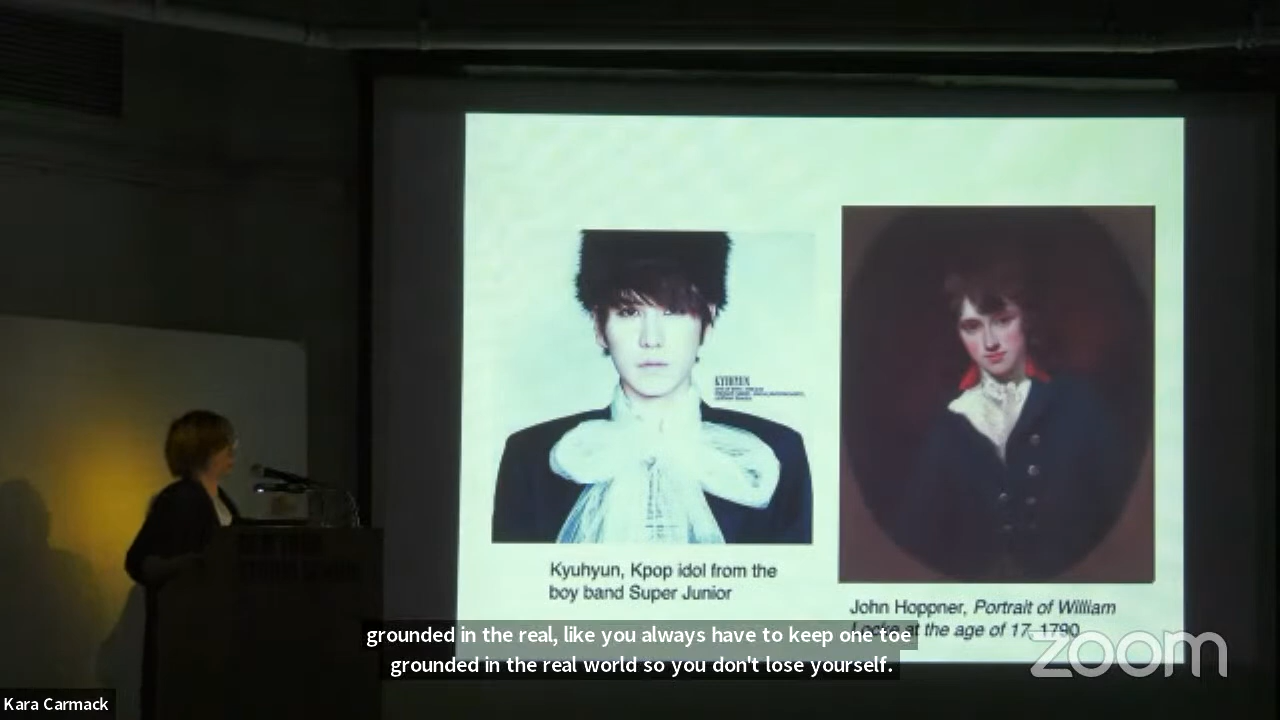 KYUHYUN
Kyuhyun, Kpop idol from the
boy band Super Junior
John Hoppner, Portrait of William
Locke at the age of 17, 1790
grounded in the real, like you always have to keep one toe
grounded in the real world so you don't lose yourself.
zoom
Kara Carmack